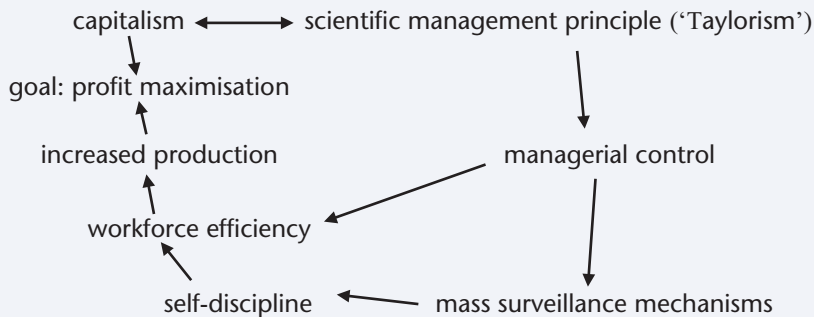 capitalism
scientific management principle (‘Taylorism’)
goal: profit maximisation
increased production
managerial control
workforce efficiency
self-discipline
mass surveillance mechanisms